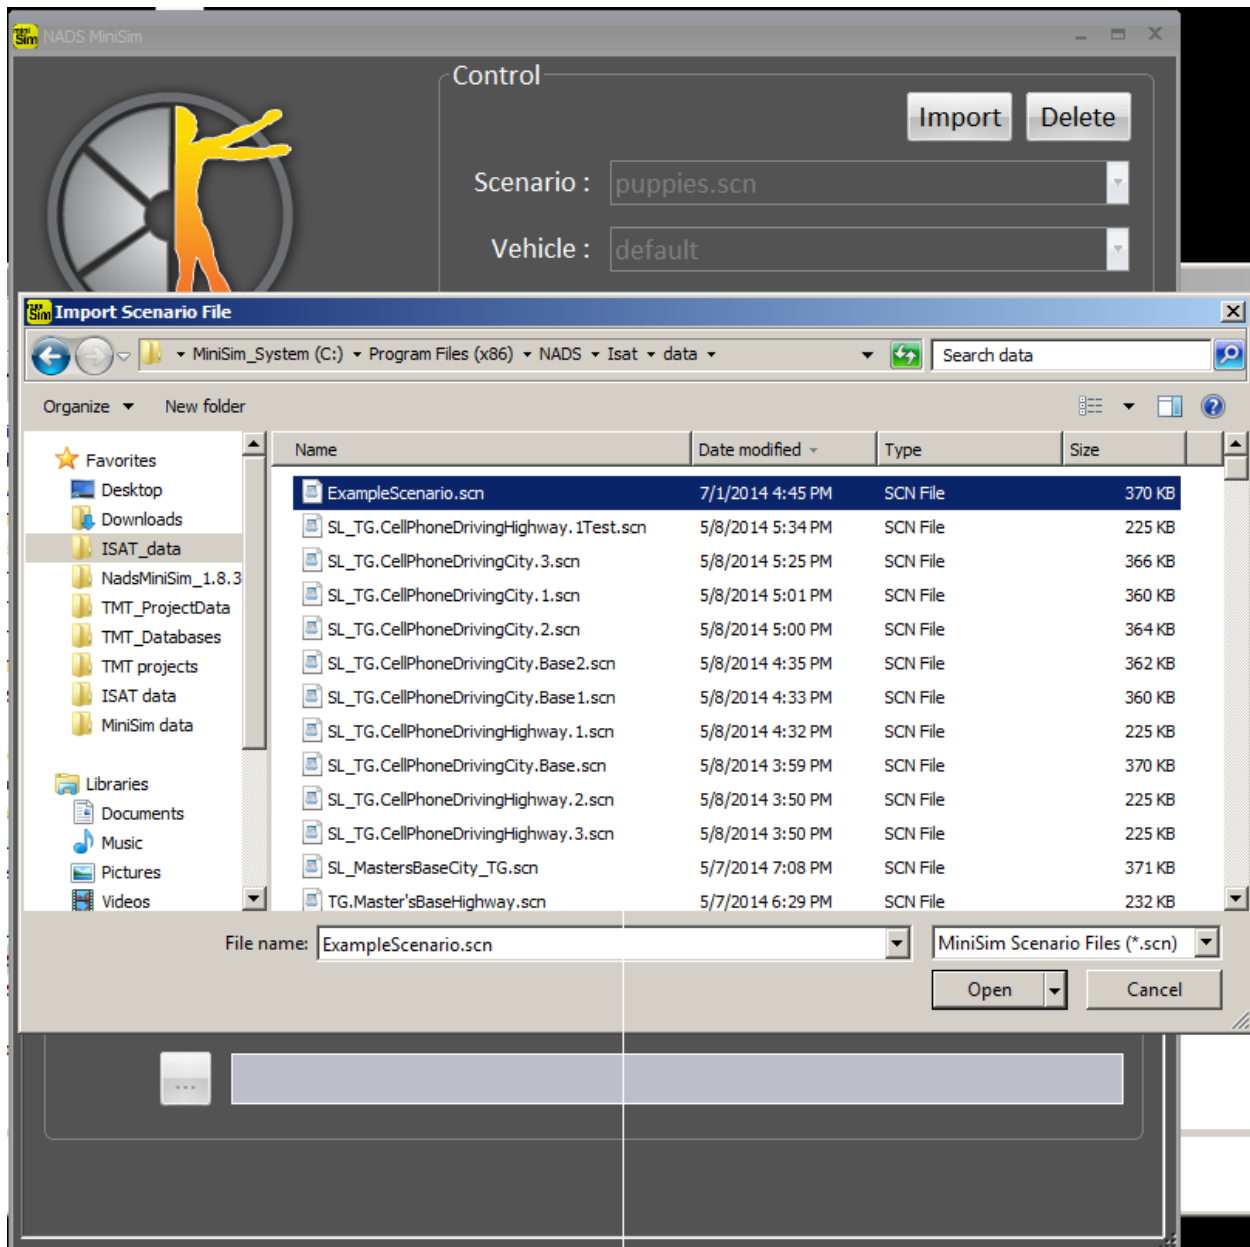 mini Sim NADS MiniSim
Control
Import Delete
Scenario : puppies.scn
Vehicle : default
Sim Import Scenario File
MiniSim_System (C:) Program Files (x86) NADS Isat data Search data
Organize New folder
Name Date modified Type Size
Favorites
Desktop
Downloads
ISAT_data
NadsMiniSim_1.8.3
TMT_ProjectData
TMT_Databases
TMT projects
ISAT data
MiniSim data
Libraries
Documents
Music
Pictures
Videos
ExampleScenario.scn 7/1/2014 4:45 PM SCN File 370 KB
SL_TG.CellPhoneDrivingHighway.1Test.scn 5/8/2014 5:34 PM SCN File 225 KB
SL_TG.CellPhoneDrivingCity.3.scn 5/8/2014 5:25 PM SCN File 366 KB
SL_TG.CellPhoneDrivingCity.1.scn 5/8/2014 5:01 PM SCN File 360 KB
SL_TG.CellPhoneDrivingCity.2.scn 5/8/2014 5:00 PM SCN File 364 KB
SL_TG.CellPhoneDrivingCity.Base2.scn 5/8/2014 4:35 PM SCN File 362 KB
SL_TG.CellPhoneDrivingCity.Base1.scn 5/8/2014 4:33 PM SCN File 360 KB
SL_TG.CellPhoneDrivingHighway.1.scn 5/8/2014 4:32 PM SCN File 225 KB
SL_TG.CellPhoneDrivingCity.Base.scn 5/8/2014 3:59 PM SCN File 370 KB
SL_TG.CellPhoneDrivingHighway.2.scn 5/8/2014 3:50 PM SCN File 225 KB
SL_TG.CellPhoneDrivingHighway.3.scn 5/8/2014 3:50 PM SCN File 225 KB
SL_MastersBaseCity_TG.scn 5/7/2014 7:08 PM SCN File 371 KB
TG.Master'sBaseHighway.scn 5/7/2014 6:29 PM SCN File 232 KB
File name: ExampleScenario.scn MiniSim Scenario Files (*.scn)
Open Cancel
...